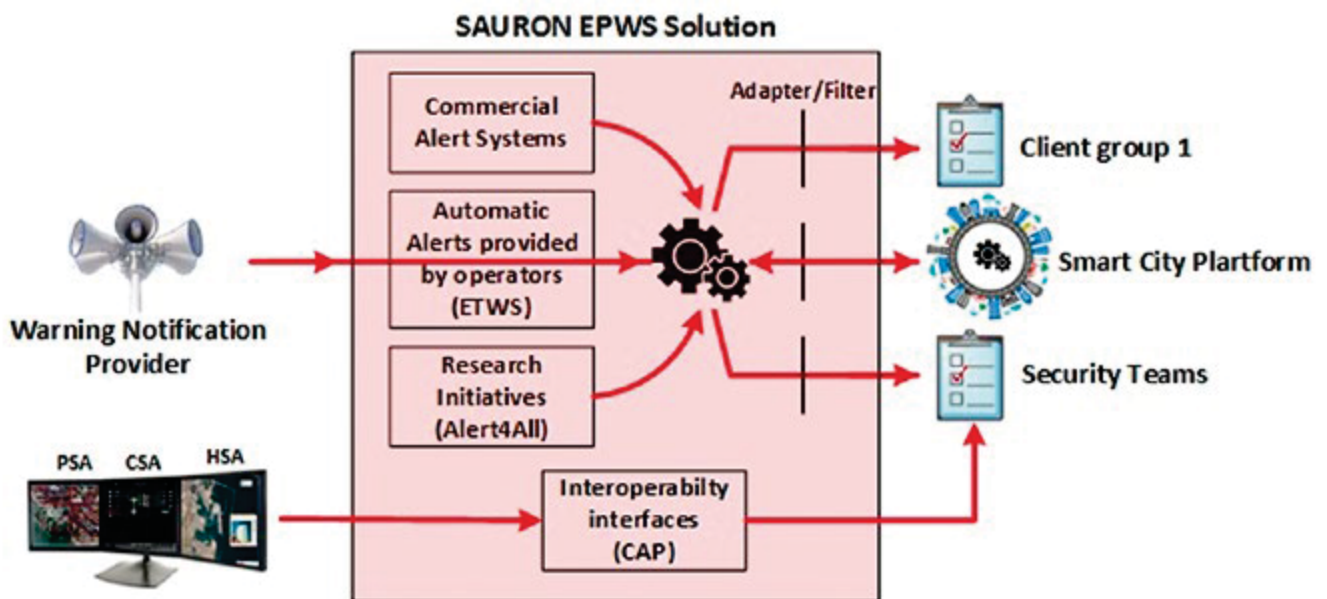 SAURON EPWS Solution
Commercial
Alert Systems
Adapter/Filter
Client group 1
Automatic
Alerts provided
by operators
(ETWS)
Smart City Plartform
Warning Notification
Provider
Research
Initiatives
(Alert4All)
Security Teams
PSA CSA HSA
Interoperabilty
interfaces
(CAP)